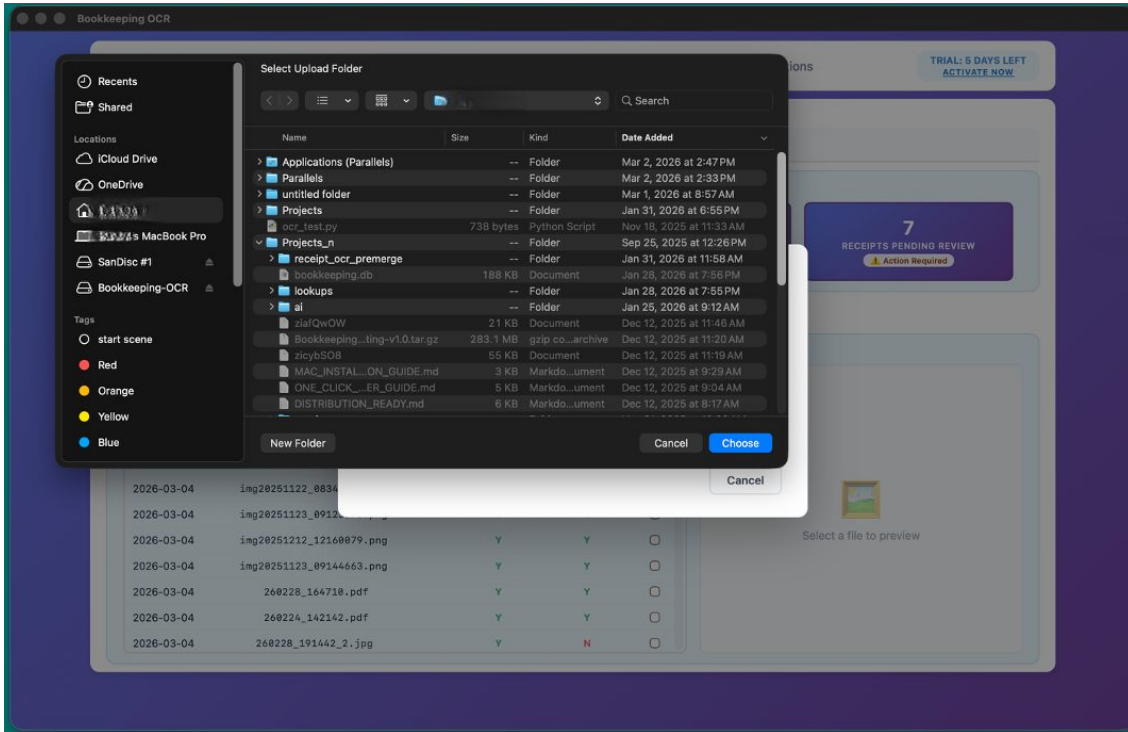 Bookkeeping OCR
TRIAL: 5 DAYS LEFT
ACTIVATE NOW
Select Upload Folder
Search
Recents
Shared
Locations
iCloud Drive
OneDrive
s MacBook Pro
SanDisc #1
Bookkeeping-OCR
Tags
start scene
Red
Orange
Yellow
Blue
Name Size Kind Date Added
Applications (Parallels) -- Folder Mar 2, 2026 at 2:47 PM
Parallels -- Folder Mar 2, 2026 at 2:33 PM
untitled folder -- Folder Mar 1, 2026 at 8:57 AM
Projects -- Folder Jan 31, 2026 at 6:55 PM
ocr_test.py 738 bytes Python Script Nov 18, 2025 at 11:33 AM
Projects_n -- Folder Sep 25, 2025 at 12:26 PM
receipt_ocr_premerge -- Folder Jan 31, 2026 at 11:58 AM
bookkeeping.db 188 KB Document Jan 28, 2026 at 7:56 PM
lookups -- Folder Jan 28, 2026 at 7:55 PM
ai -- Folder Jan 25, 2026 at 9:12 AM
ziafQwOW 21 KB Document Dec 12, 2025 at 11:46 AM
Bookkeeping...ting-v1.0.tar.gz 283.1 MB gzip co...archive Dec 12, 2025 at 11:20 AM
zicybSO8 55 KB Document Dec 12, 2025 at 11:19 AM
MAC_INSTAL...ON_GUIDE.md 3 KB Markdo...ument Dec 12, 2025 at 9:29 AM
ONE_CLICK_...ER_GUIDE.md 5 KB Markdo...ument Dec 12, 2025 at 9:04 AM
DISTRIBUTION_READY.md 6 KB Markdo...ument Dec 12, 2025 at 8:17 AM
New Folder Cancel Choose
7
RECEIPTS PENDING REVIEW
Action Required
Cancel
2026-03-04 img20251122_0834
2026-03-04 img20251123_0912
2026-03-04 img20251212_12160079.png Y Y
2026-03-04 img20251123_09144663.png Y Y
2026-03-04 260228_164710.pdf Y Y
2026-03-04 260224_142142.pdf Y Y
2026-03-04 260228_191442_2.jpg Y N
Select a file to preview